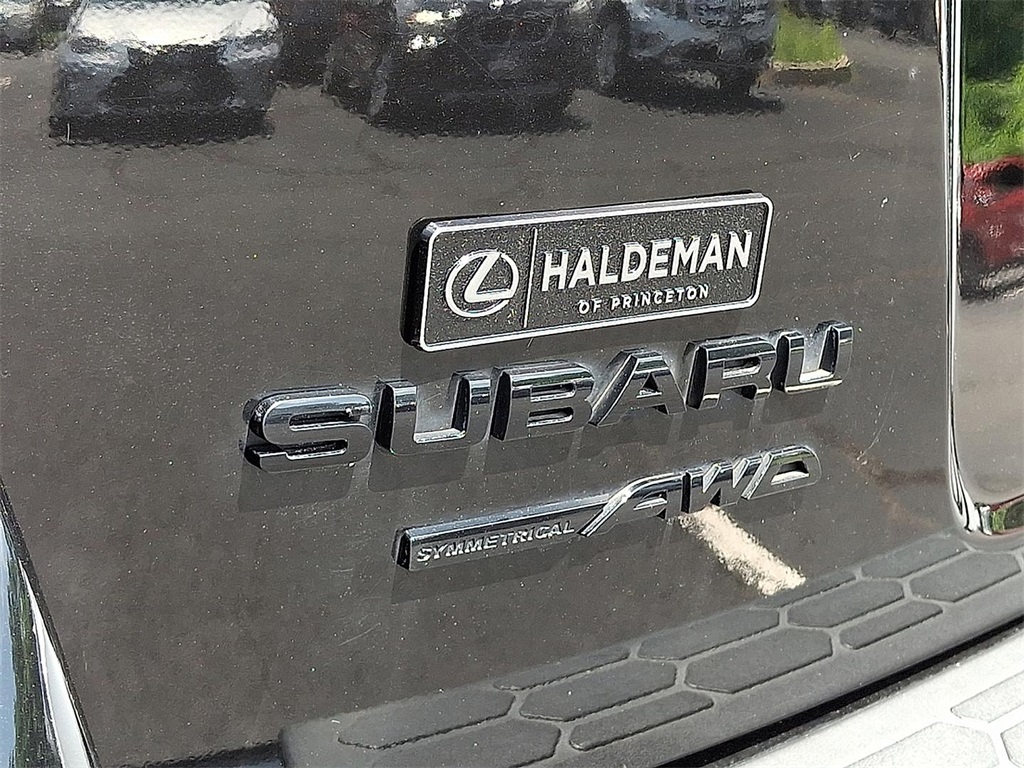 HALDEMAN
OF PRINCETON
SUBARU
SYMMETRICAL AWD